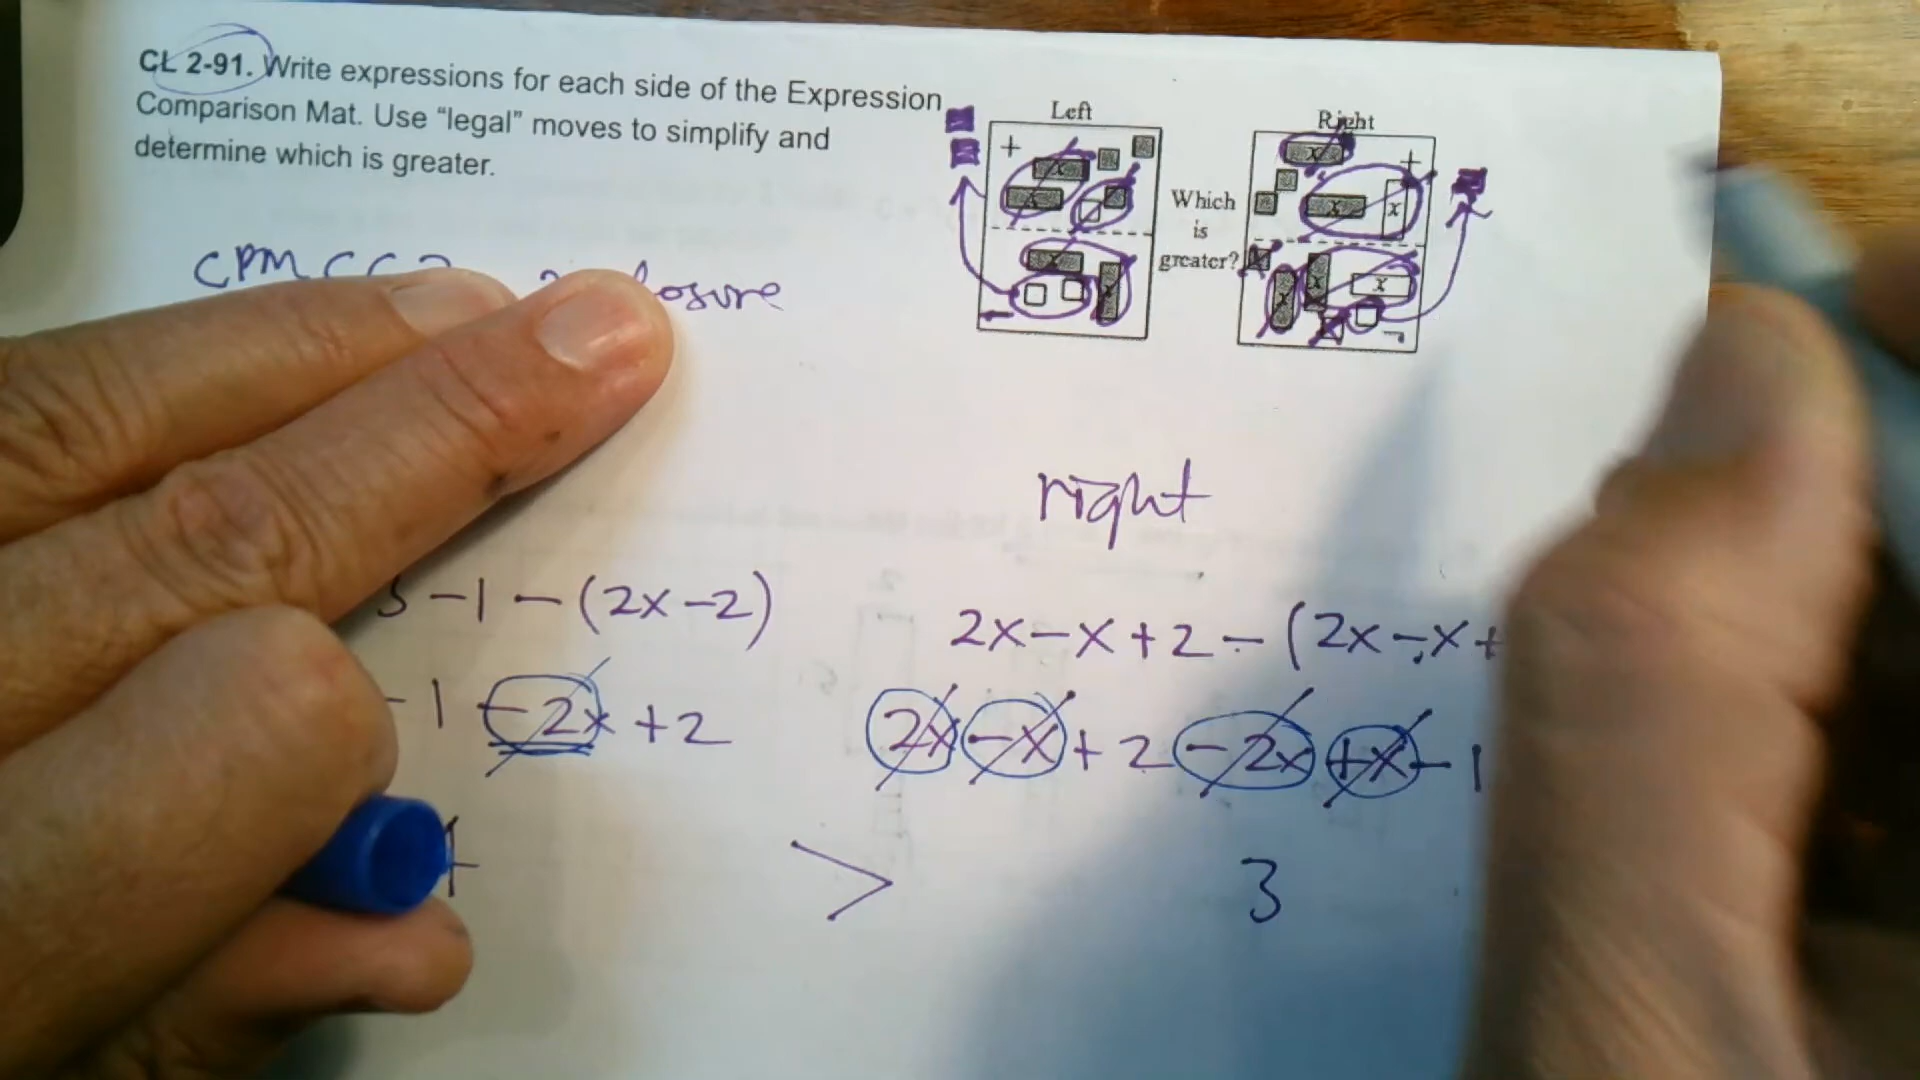 CL 2-91. Write expressions for each side of the Expression
Comparison Mat. Use “legal” moves to simplify and
determine which is greater.
Left
Right
+
+
x
x
x
x
Which
is
greater?
x
x
x
x
CPM CC
losure
right
-1-(2x-2)
2x-x+2-(2x-x+
-1 -2x +2
2x -x +2 -2x +x -1
>
3